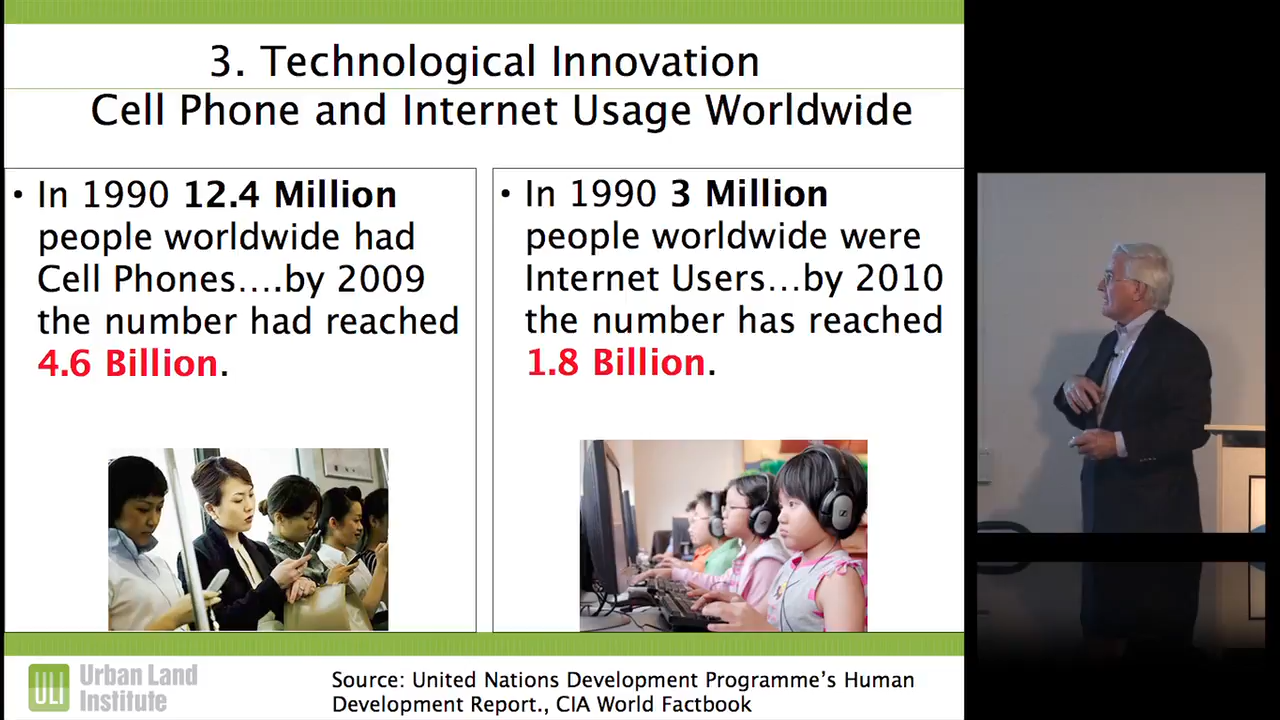 3. Technological Innovation
Cell Phone and Internet Usage Worldwide
• In 1990 12.4 Million
people worldwide had
Cell Phones….by 2009
the number had reached
4.6 Billion.
• In 1990 3 Million
people worldwide were
Internet Users…by 2010
the number has reached
1.8 Billion.
ULI Urban Land
Institute
Source: United Nations Development Programme’s Human
Development Report., CIA World Factbook